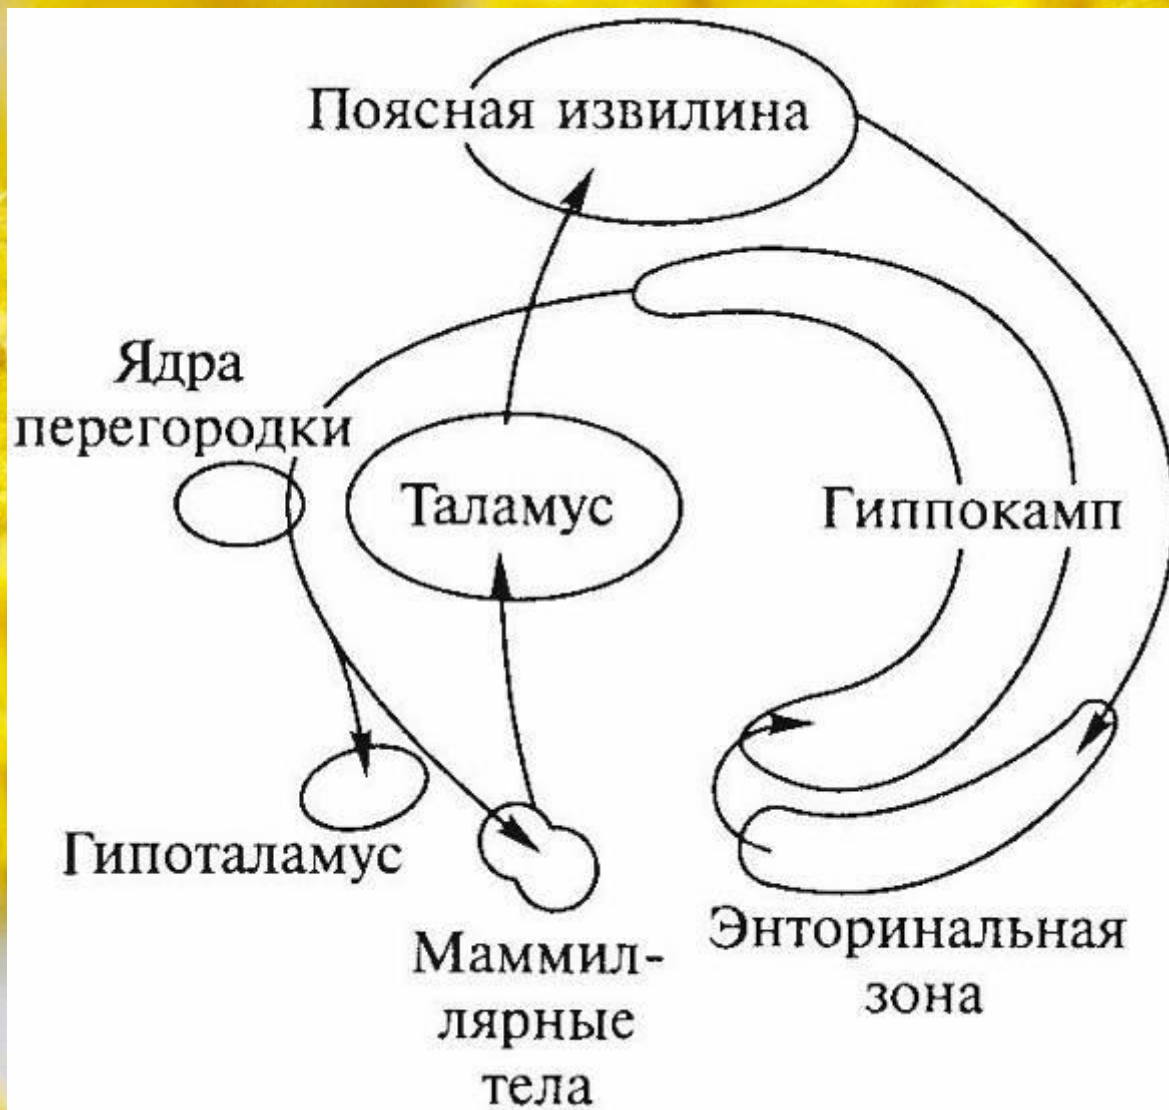 Поясная извилина
Ядра
перегородки
Таламус
Гиппокамп
Гипоталамус
Маммил-
лярные
тела
Энторинальная
зона